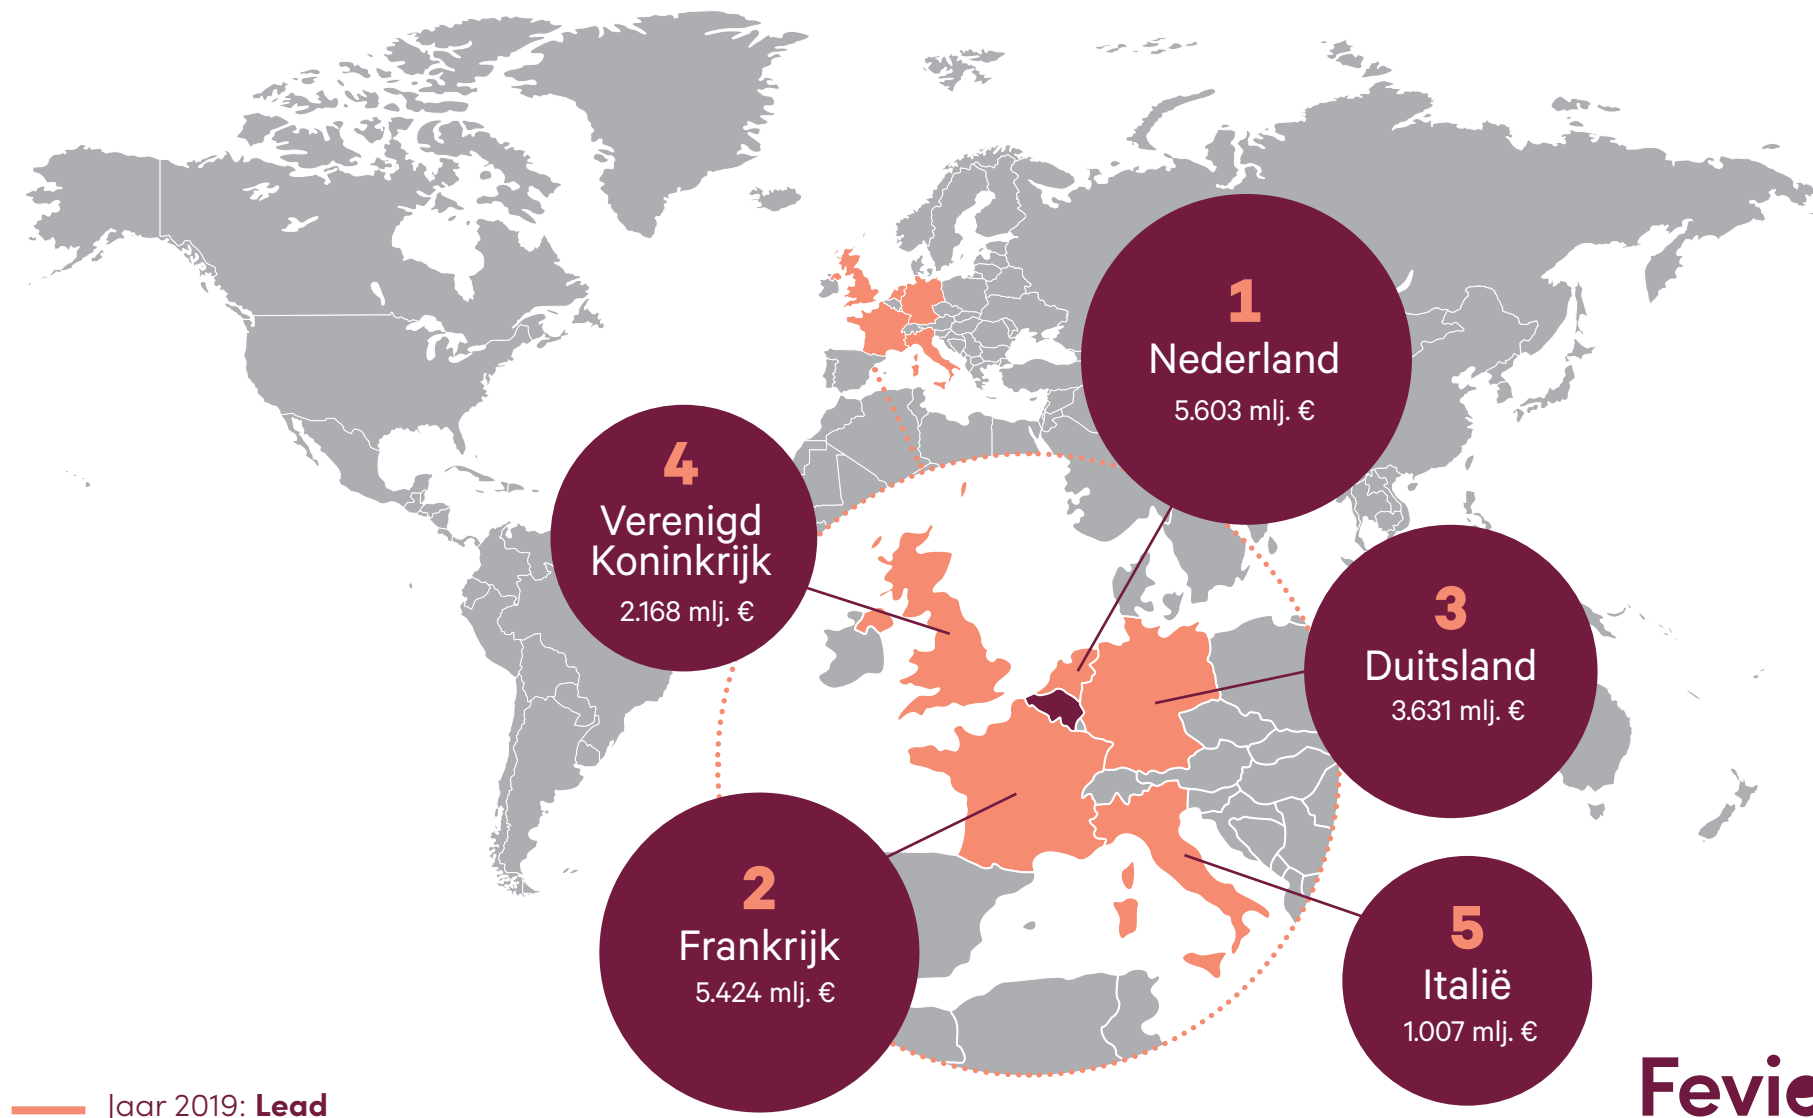 1
Nederland
5.603 mlj. €
4
Verenigd
Koninkrijk
2.168 mlj. €
3
Duitsland
3.631 mlj. €
2
Frankrijk
5.424 mlj. €
5
Italië
1.007 mlj. €
Jaar 2019: Lead